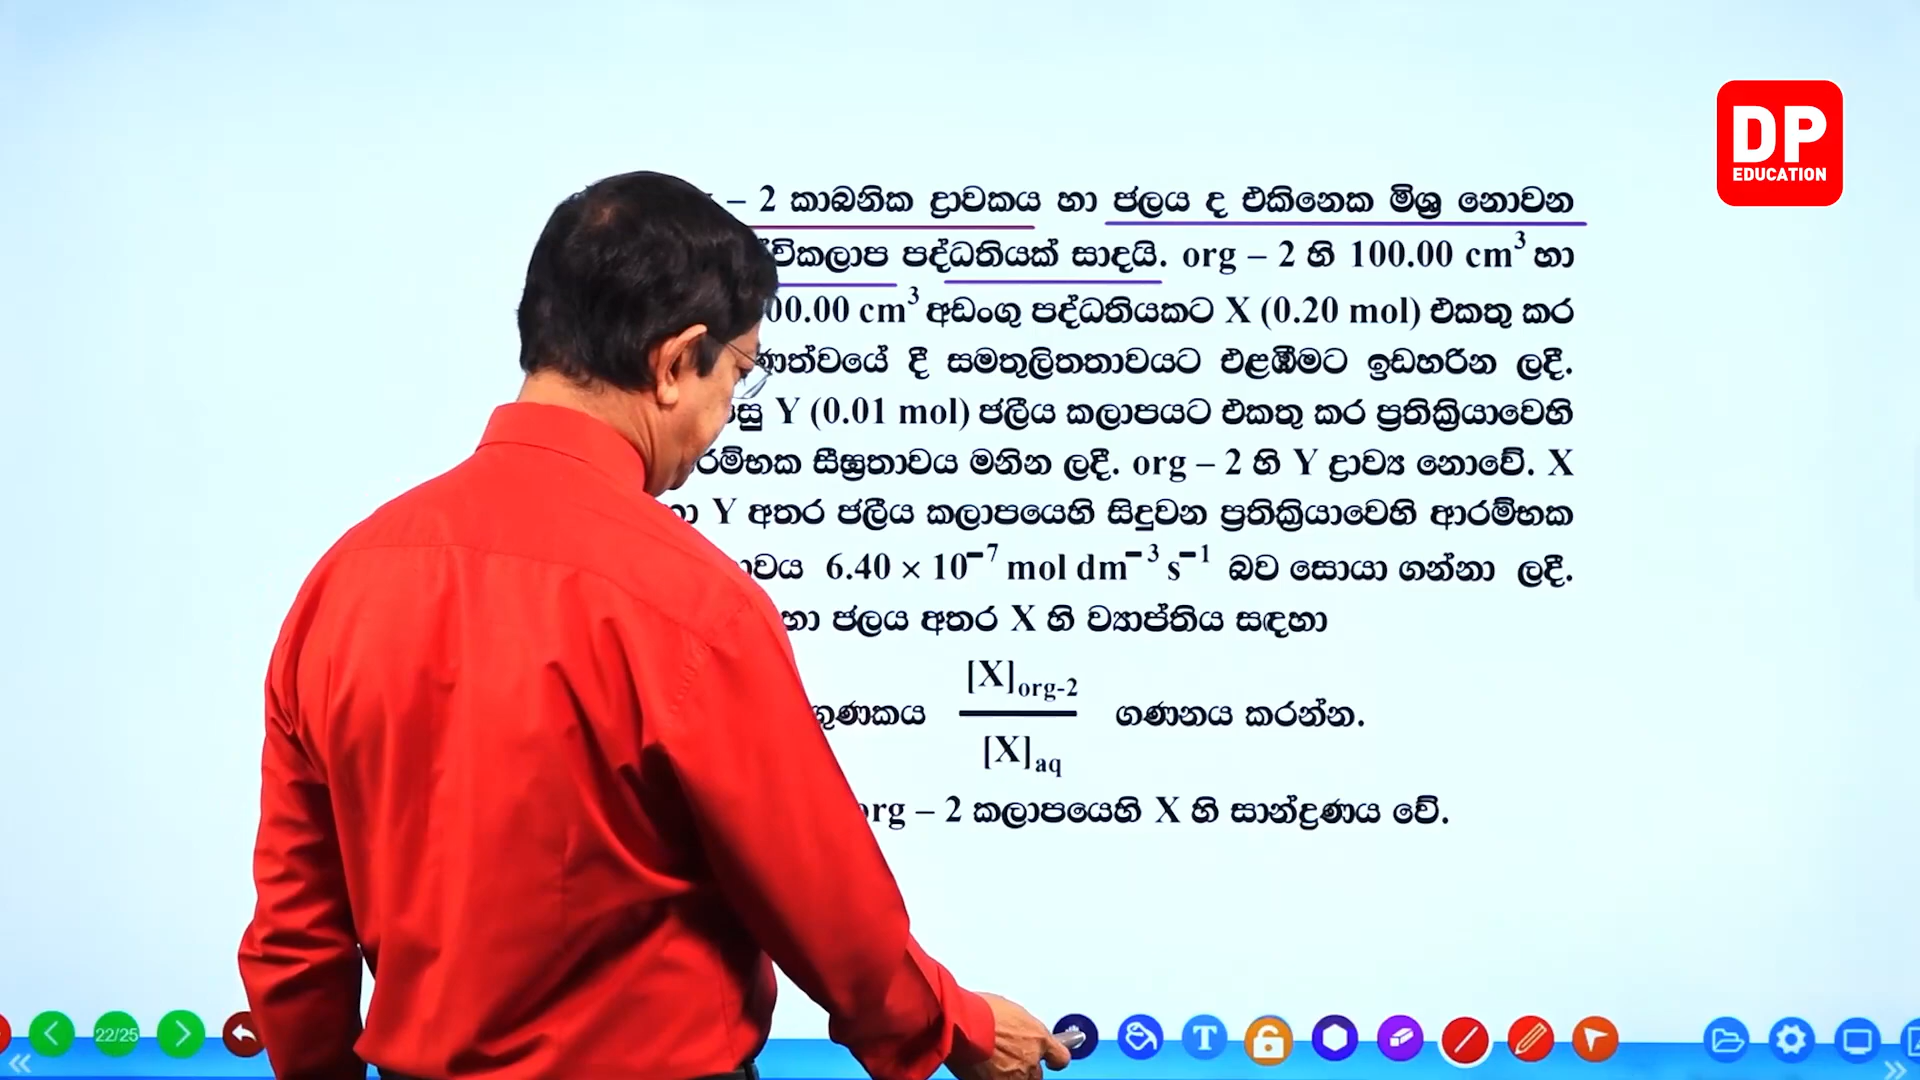 DP
EDUCATION
– 2 කාබනික ද්‍රාවකය හා ජලය ද එකිනෙක මිශ්‍ර නොවන
පද්ධතියක් සාදයි. org – 2 හි 100.00 cm³ හා
00.00 cm³ අඩංගු පද්ධතියකට X (0.20 mol) එකතු කර
දී සමතුලිතතාවයට එළඹීමට ඉඩහරින ලදී.
Y (0.01 mol) ජලීය කලාපයට එකතු කර ප්‍රතික්‍රියාවෙහි
සීඝ්‍රතාවය මනින ලදී. org – 2 හි Y ද්‍රාව්‍ය නොවේ. X
Y අතර ජලීය කලාපයෙහි සිදුවන ප්‍රතික්‍රියාවෙහි ආරම්භක
6.40 × 10⁻⁷ mol dm⁻³ s⁻¹ බව සොයා ගන්නා ලදී.
හා ජලය අතර X හි ව්‍යාප්තිය සඳහා
[X]org-2
ගුණකය ගණනය කරන්න.
[X]aq
org – 2 කලාපයෙහි X හි සාන්ද්‍රණය වේ.
22/25
T